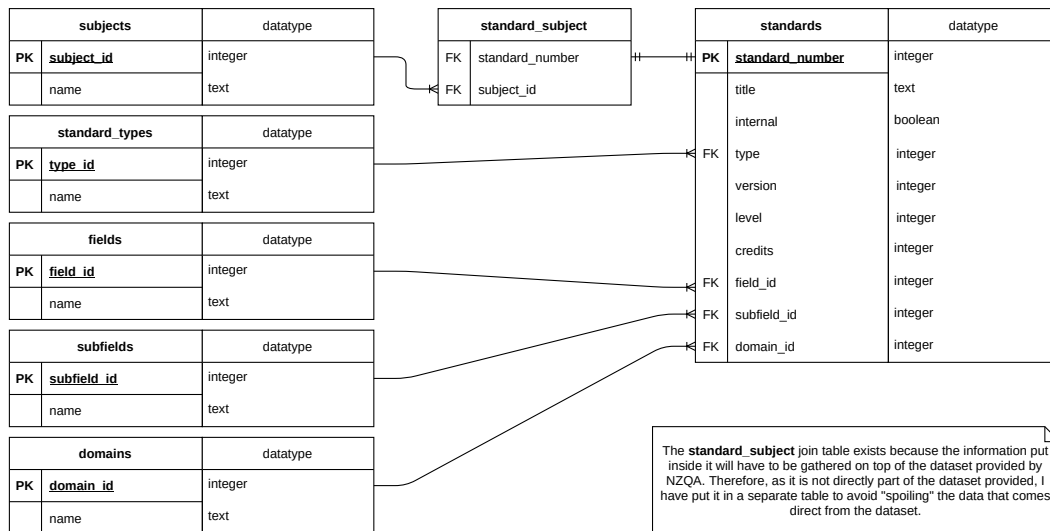 subjects datatype
PK subject_id integer
name text
standard_types datatype
PK type_id integer
name text
fields datatype
PK field_id integer
name text
subfields datatype
PK subfield_id integer
name text
domains datatype
PK domain_id integer
name text
standard_subject
FK standard_number
FK subject_id
standards datatype
PK standard_number integer
title text
internal boolean
FK type integer
version integer
level integer
credits integer
FK field_id integer
FK subfield_id integer
FK domain_id integer
The standard_subject join table exists because the information put
inside it will have to be gathered on top of the dataset provided by
NZQA. Therefore, as it is not directly part of the dataset provided, I
have put it in a separate table to avoid "spoiling" the data that comes
direct from the dataset.